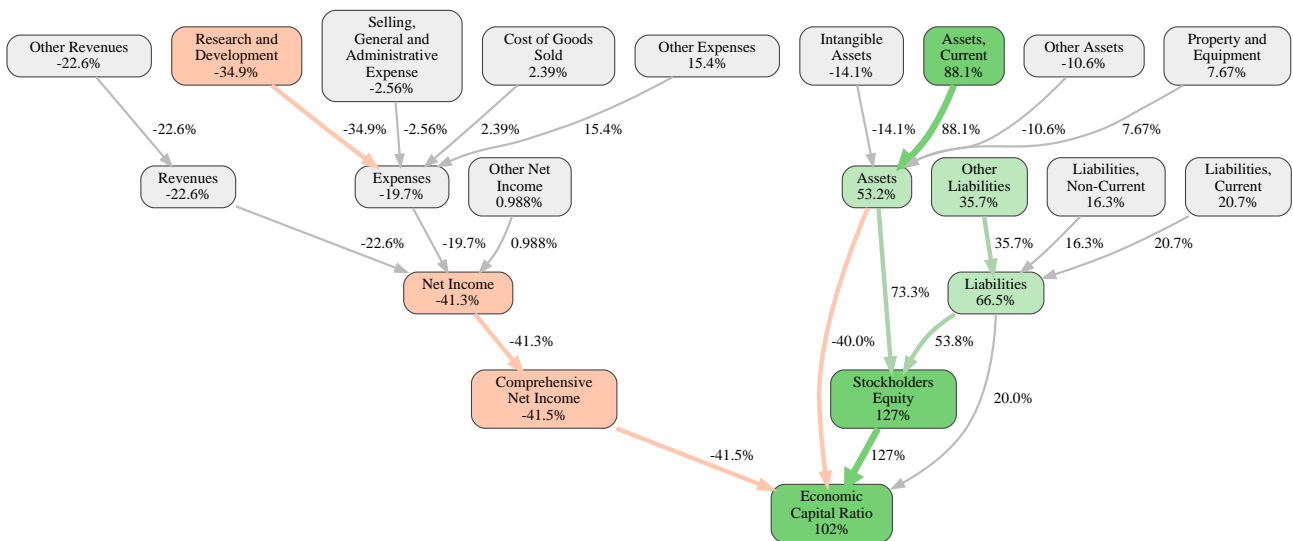 Other Revenues
-22.6%
Research and
Development
-34.9%
Selling,
General and
Administrative
Expense
-2.56%
Cost of Goods
Sold
2.39%
Other Expenses
15.4%
Intangible
Assets
-14.1%
Assets,
Current
88.1%
Other Assets
-10.6%
Property and
Equipment
7.67%
-22.6%
-34.9%
-2.56%
2.39%
15.4%
-14.1%
88.1%
-10.6%
7.67%
Revenues
-22.6%
Expenses
-19.7%
Other Net
Income
0.988%
Assets
53.2%
Other
Liabilities
35.7%
Liabilities,
Non-Current
16.3%
Liabilities,
Current
20.7%
-22.6%
-19.7%
0.988%
35.7%
16.3%
20.7%
Net Income
-41.3%
73.3%
Liabilities
66.5%
-41.3%
-40.0%
53.8%
Comprehensive
Net Income
-41.5%
Stockholders
Equity
127%
20.0%
-41.5%
127%
Economic
Capital Ratio
102%